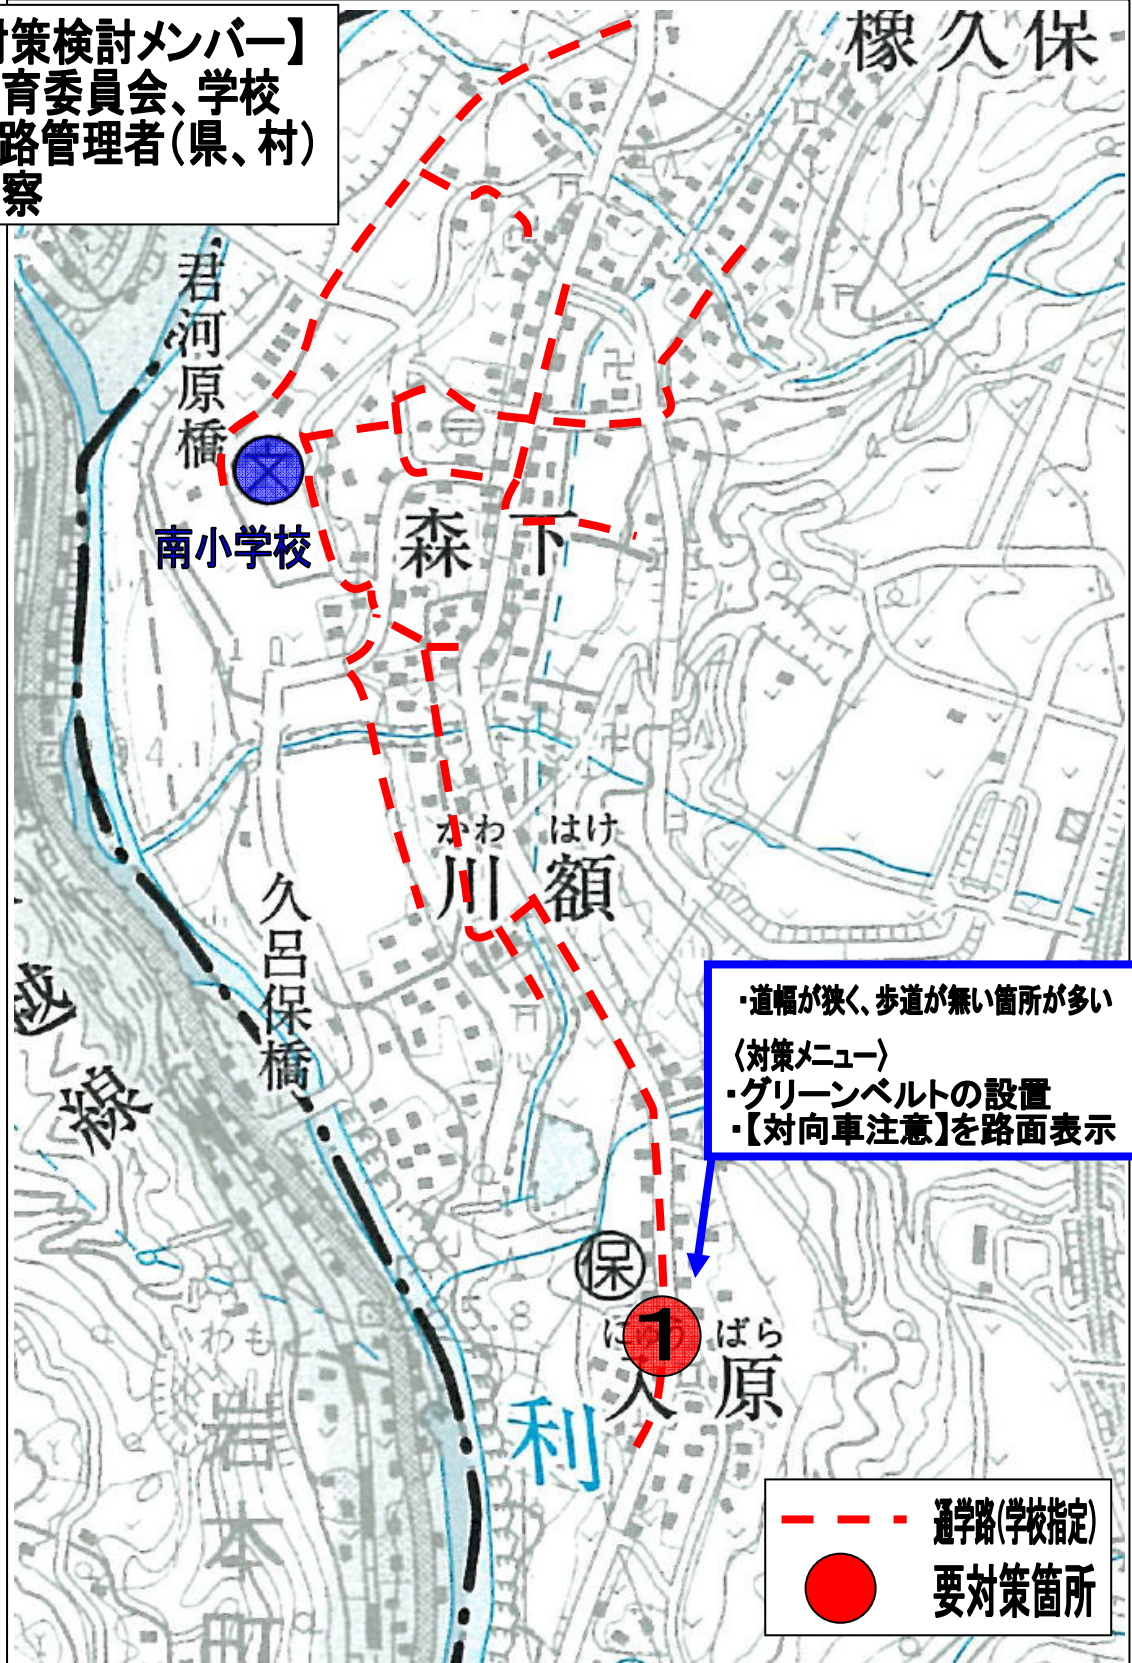 対策検討メンバー】
育委員会、学校
路管理者（県、村）
察
橡久保
君河原橋
南小学校
森下
かわ はけ
川額
久呂保橋
越
線
・道幅が狭く、歩道が無い箇所が多い
〈対策メニュー〉
・グリーンベルトの設置
・【対向車注意】を路面表示
保
1
ばら
入原
利
岩本
通学路(学校指定)
要対策箇所